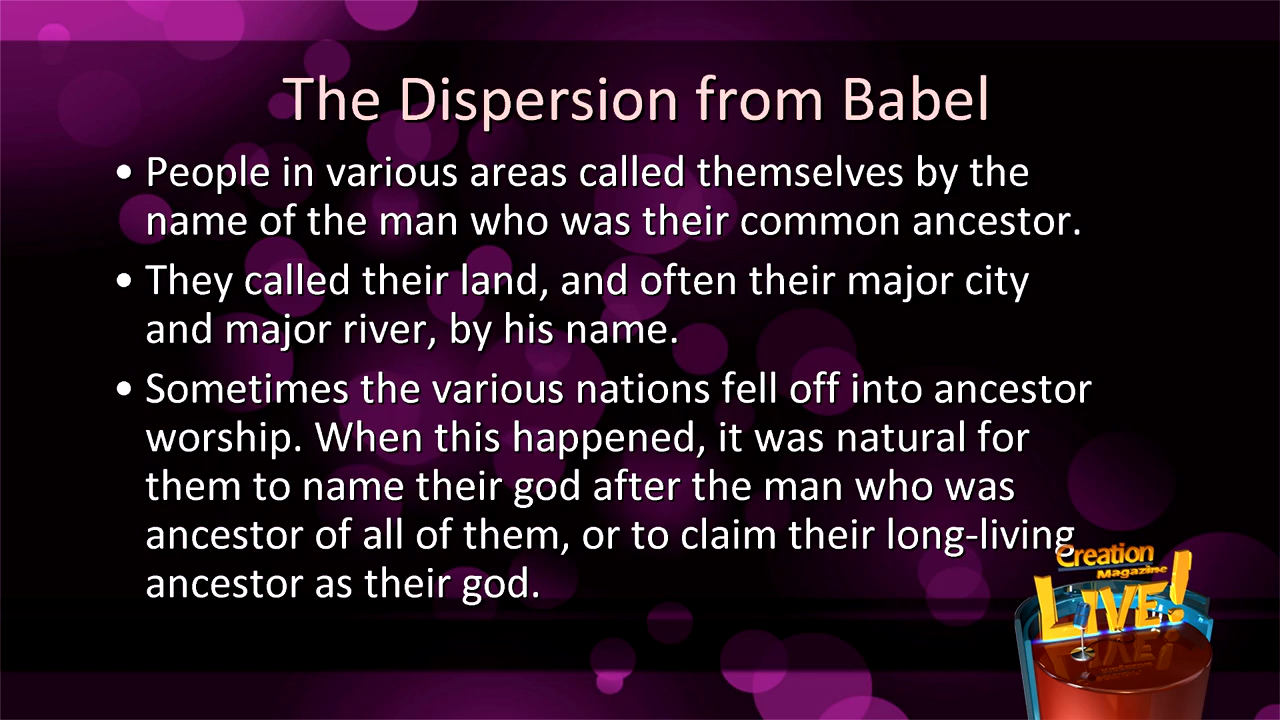 The Dispersion from Babel
• People in various areas called themselves by the
name of the man who was their common ancestor.
• They called their land, and often their major city
and major river, by his name.
• Sometimes the various nations fell off into ancestor
worship. When this happened, it was natural for
them to name their god after the man who was
ancestor of all of them, or to claim their long-living
ancestor as their god.
Creation
Magazine
LIVE!